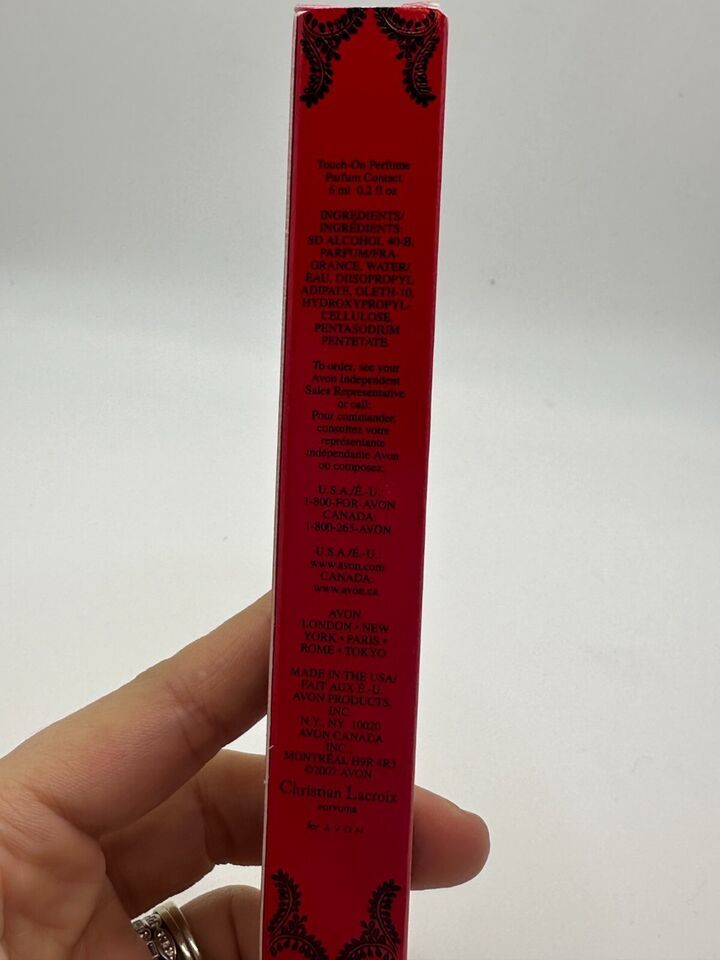 Touch-On Perfume
Parfum Contact
6 ml 0.2 fl oz
INGREDIENTS/
INGRÉDIENTS:
SD ALCOHOL 40-B,
PARFUM/FRA-
GRANCE, WATER/
EAU, DIISOPROPYL
ADIPATE, OLETH-10,
HYDROXYPROPYL-
CELLULOSE,
PENTASODIUM
PENTETATE.
To order, see your
Avon Independent
Sales Representative
or call:
Pour commander,
consultez votre
représentante
indépendante Avon
ou composez:
U.S.A./É.-U.:
1-800-FOR-AVON
CANADA:
1-800-265-AVON
U.S.A./É.-U.:
www.avon.com
CANADA:
www.avon.ca
AVON
LONDON • NEW
YORK • PARIS •
ROME • TOKYO
MADE IN THE USA/
FAIT AUX É.-U.
AVON PRODUCTS,
INC.
N.Y., NY. 10020
AVON CANADA
INC.,
MONTRÉAL H9R 4R3
©2007 AVON
Christian Lacroix
parfums
for AVON